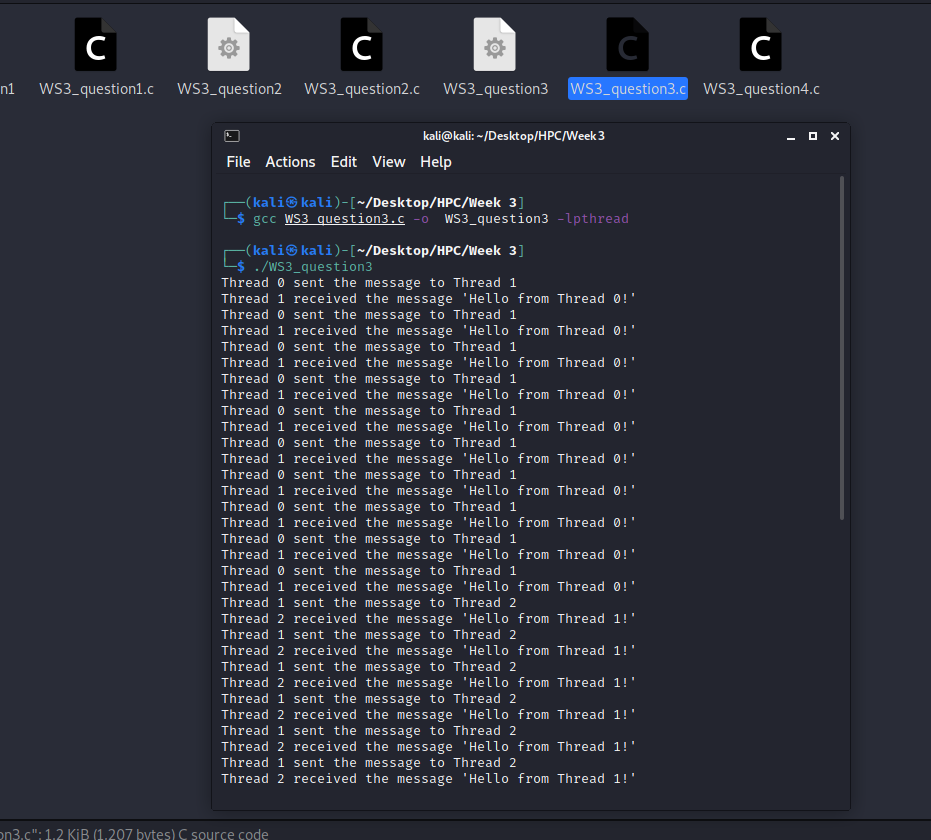 n1 WS3_question1.c WS3_question2 WS3_question2.c WS3_question3 WS3_question3.c WS3_question4.c
kali@kali: ~/Desktop/HPC/Week 3
File Actions Edit View Help
┌──(kali㉿kali)-[~/Desktop/HPC/Week 3]
└─$ gcc WS3_question3.c -o  WS3_question3 -lpthread
┌──(kali㉿kali)-[~/Desktop/HPC/Week 3]
└─$ ./WS3_question3
Thread 0 sent the message to Thread 1
Thread 1 received the message 'Hello from Thread 0!'
Thread 0 sent the message to Thread 1
Thread 1 received the message 'Hello from Thread 0!'
Thread 0 sent the message to Thread 1
Thread 1 received the message 'Hello from Thread 0!'
Thread 0 sent the message to Thread 1
Thread 1 received the message 'Hello from Thread 0!'
Thread 0 sent the message to Thread 1
Thread 1 received the message 'Hello from Thread 0!'
Thread 0 sent the message to Thread 1
Thread 1 received the message 'Hello from Thread 0!'
Thread 0 sent the message to Thread 1
Thread 1 received the message 'Hello from Thread 0!'
Thread 0 sent the message to Thread 1
Thread 1 received the message 'Hello from Thread 0!'
Thread 0 sent the message to Thread 1
Thread 1 received the message 'Hello from Thread 0!'
Thread 0 sent the message to Thread 1
Thread 1 received the message 'Hello from Thread 0!'
Thread 1 sent the message to Thread 2
Thread 2 received the message 'Hello from Thread 1!'
Thread 1 sent the message to Thread 2
Thread 2 received the message 'Hello from Thread 1!'
Thread 1 sent the message to Thread 2
Thread 2 received the message 'Hello from Thread 1!'
Thread 1 sent the message to Thread 2
Thread 2 received the message 'Hello from Thread 1!'
Thread 1 sent the message to Thread 2
Thread 2 received the message 'Hello from Thread 1!'
Thread 1 sent the message to Thread 2
Thread 2 received the message 'Hello from Thread 1!'
on3.c": 1.2 KiB (1,207 bytes) C source code